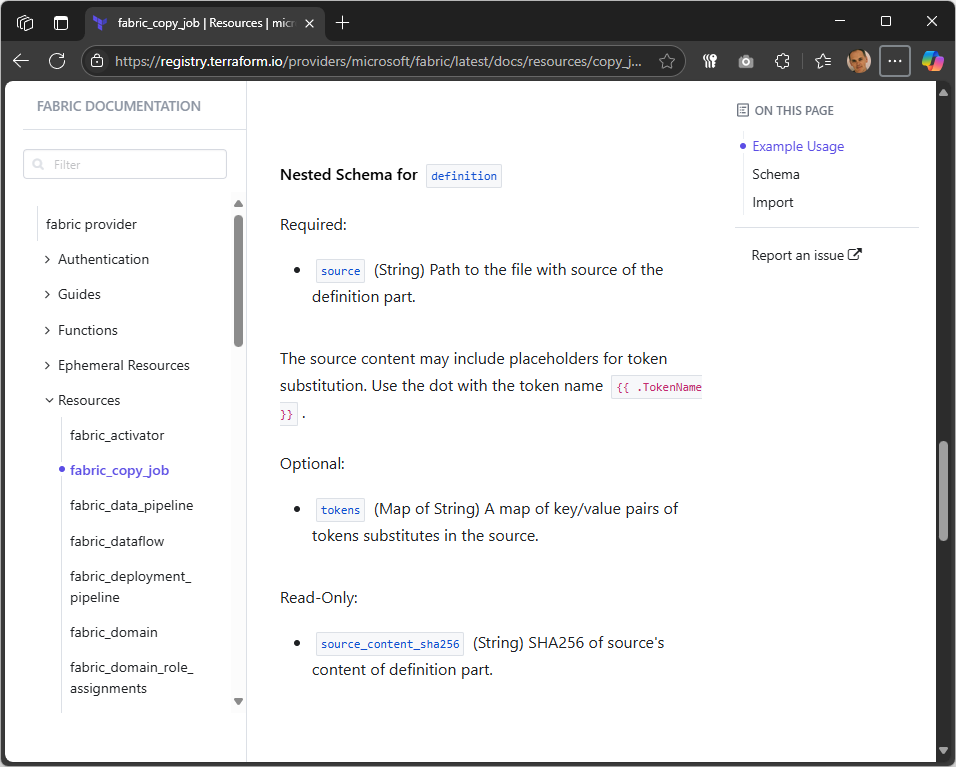 fabric_copy_job | Resources | mic
https://registry.terraform.io/providers/microsoft/fabric/latest/docs/resources/copy_j...
FABRIC DOCUMENTATION
Filter
fabric provider
Authentication
Guides
Functions
Ephemeral Resources
Resources
fabric_activator
fabric_copy_job
fabric_data_pipeline
fabric_dataflow
fabric_deployment_
pipeline
fabric_domain
fabric_domain_role_
assignments
Nested Schema for definition
Required:
source (String) Path to the file with source of the
definition part.
The source content may include placeholders for token
substitution. Use the dot with the token name {{ .TokenName
}} .
Optional:
tokens (Map of String) A map of key/value pairs of
tokens substitutes in the source.
Read-Only:
source_content_sha256 (String) SHA256 of source's
content of definition part.
ON THIS PAGE
Example Usage
Schema
Import
Report an issue